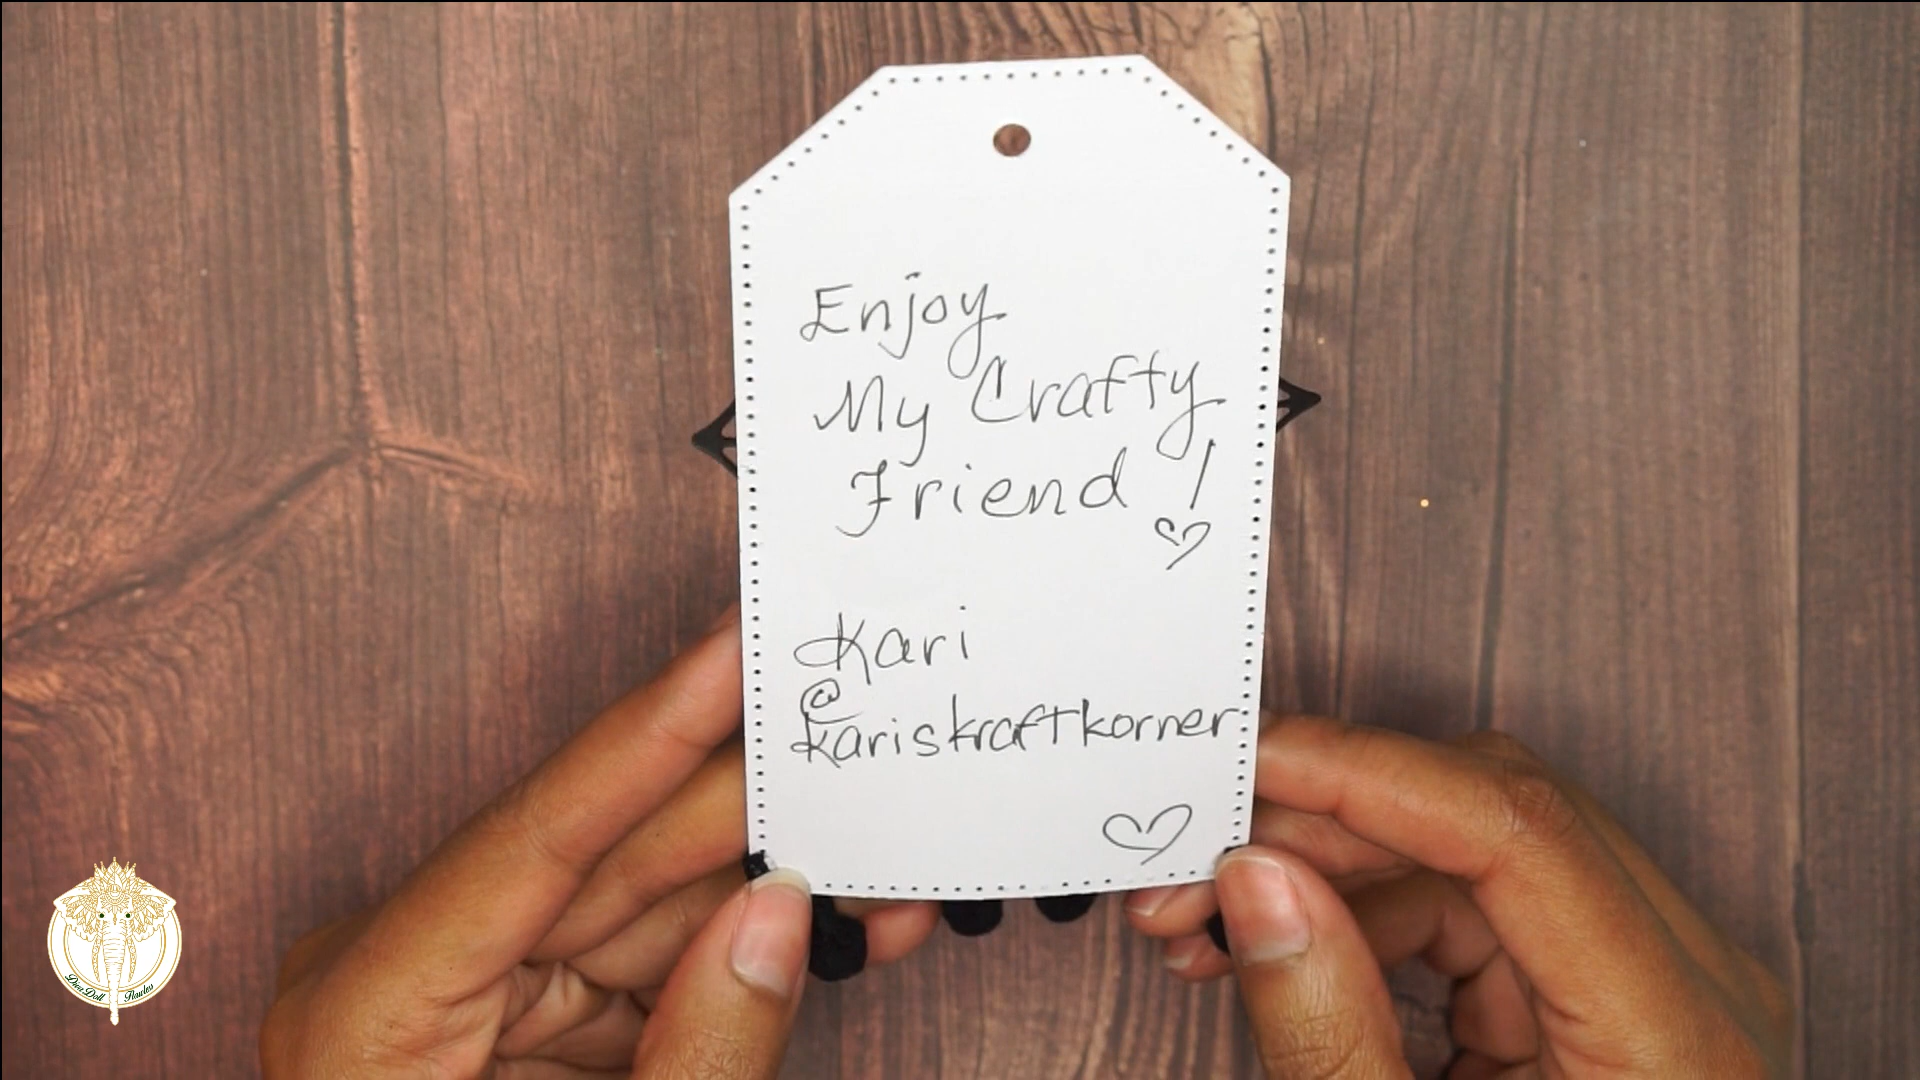 Enjoy
My Crafty
Friend!
Kari
@
kariskraftkorner